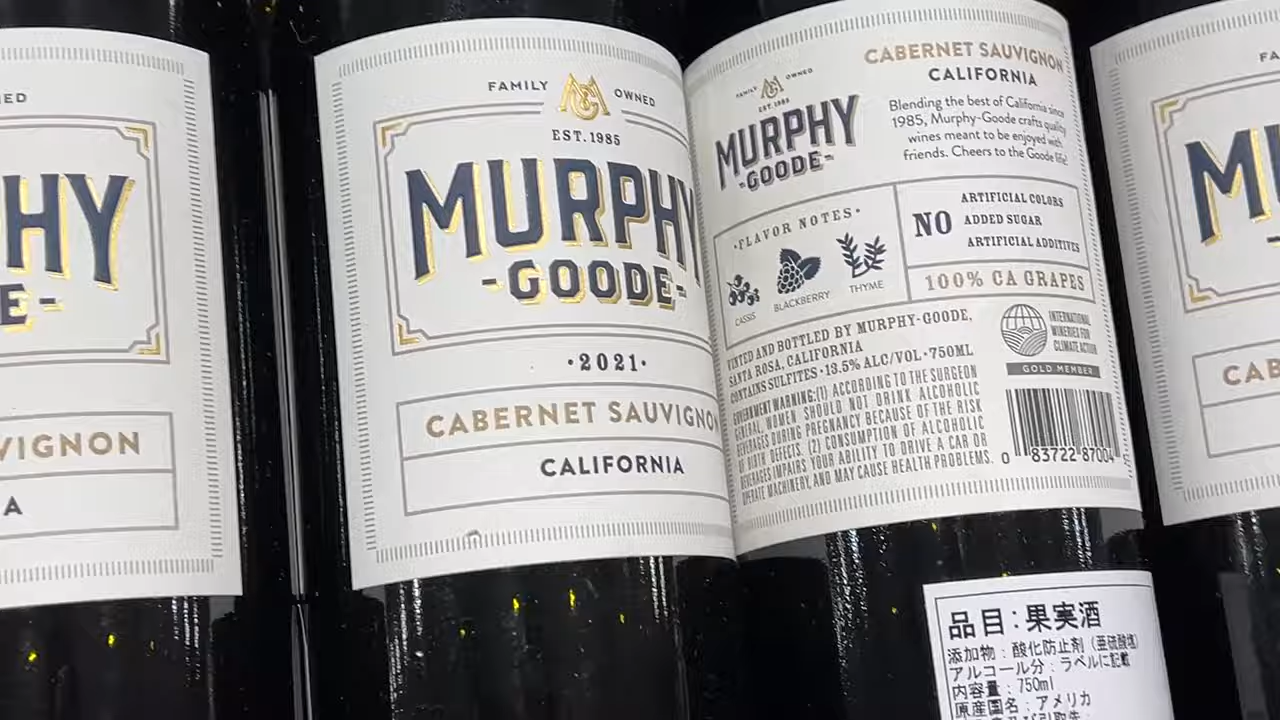 ED
HY
E-
VIGNON
A
FAMILY OWNED
EST.1985
MURPHY
-GOODE-
·2021·
CABERNET SAUVIGNON
CALIFORNIA
FAMILY OWNED
EST. 1985
MURPHY
-GOODE-
CABERNET SAUVIGNON
CALIFORNIA
Blending the best of California since
1985, Murphy-Goode crafts quality
wines meant to be enjoyed with
friends. Cheers to the Goode life!
·FLAVOR NOTES·
CASSIS
BLACKBERRY
THYME
NO
ARTIFICIAL COLORS
ADDED SUGAR
ARTIFICIAL ADDITIVES
100% CA GRAPES
VINTED AND BOTTLED BY MURPHY-GOODE,
SANTA ROSA, CALIFORNIA
CONTAINS SULFITES · 13.5% ALC/VOL · 750ML
GOVERNMENT WARNING: (1) ACCORDING TO THE SURGEON
GENERAL, WOMEN SHOULD NOT DRINK ALCOHOLIC
BEVERAGES DURING PREGNANCY BECAUSE OF THE RISK
OF BIRTH DEFECTS. (2) CONSUMPTION OF ALCOHOLIC
BEVERAGES IMPAIRS YOUR ABILITY TO DRIVE A CAR OR
OPERATE MACHINERY, AND MAY CAUSE HEALTH PROBLEMS.
INTERNATIONAL
WINERIES FOR
CLIMATE ACTION
GOLD MEMBER
0 83722 87004
FA
CAB
品目：果実酒
添加物：酸化防止剤（亜硫酸塩）
アルコール分：ラベルに記載
内容量：750ml
原産国名：アメリカ